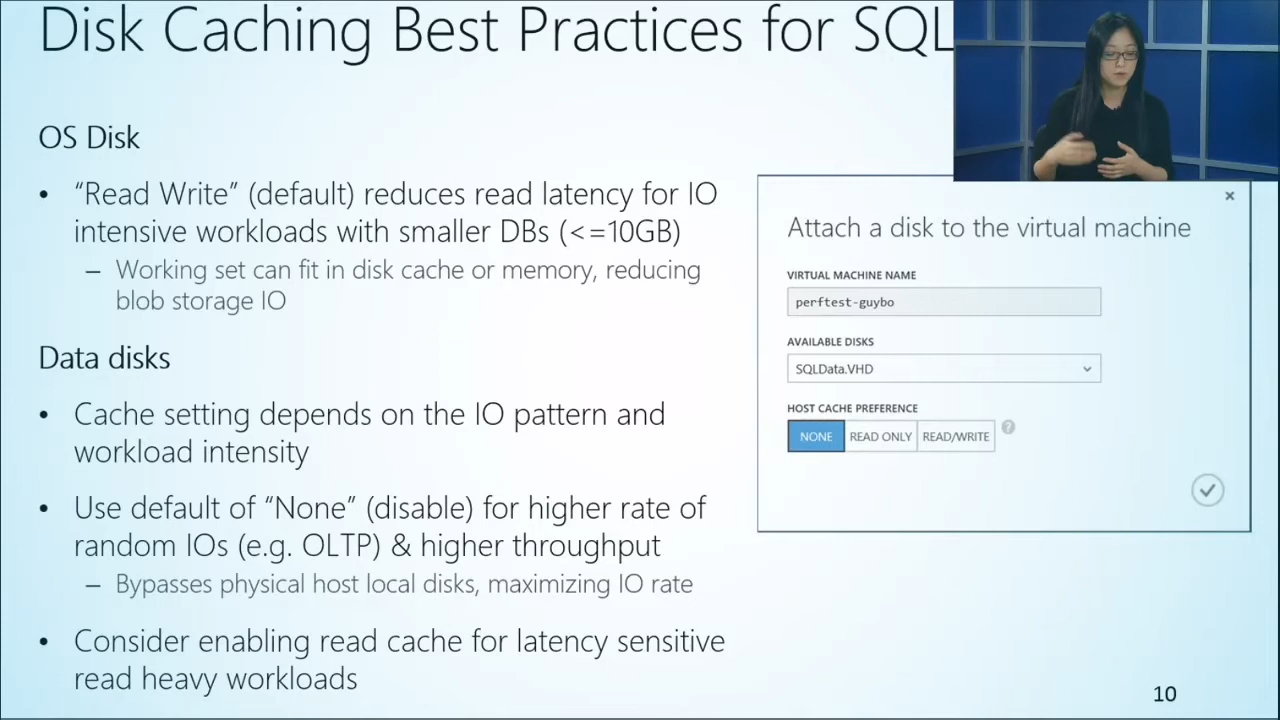 Disk Caching Best Practices for SQL
OS Disk
• “Read Write” (default) reduces read latency for IO
intensive workloads with smaller DBs (<=10GB)
– Working set can fit in disk cache or memory, reducing
blob storage IO
Data disks
• Cache setting depends on the IO pattern and
workload intensity
• Use default of “None” (disable) for higher rate of
random IOs (e.g. OLTP) & higher throughput
– Bypasses physical host local disks, maximizing IO rate
• Consider enabling read cache for latency sensitive
read heavy workloads
Attach a disk to the virtual machine
VIRTUAL MACHINE NAME
perftest-guybo
AVAILABLE DISKS
SQLData.VHD
HOST CACHE PREFERENCE
NONE READ ONLY READ/WRITE ?
10